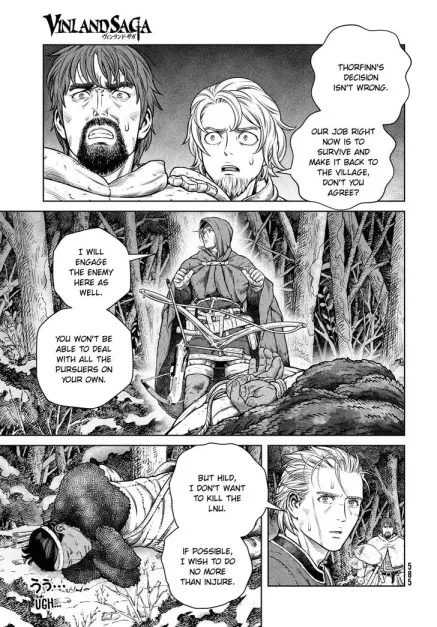 VINLAND SAGA
ヴィンランド・サガ
THORFINN'S
DECISION
ISN'T WRONG.
OUR JOB RIGHT
NOW IS TO
SURVIVE AND
MAKE IT BACK TO
THE VILLAGE,
DON'T YOU
AGREE?
I WILL
ENGAGE
THE ENEMY
HERE AS
WELL.
YOU WON'T BE
ABLE TO DEAL
WITH ALL THE
PURSUERS ON
YOUR OWN.
BUT HILD,
I DON'T WANT
TO KILL THE
LNU.
IF POSSIBLE,
I WISH TO DO
NO MORE
THAN INJURE.
585
うう…
UGH...